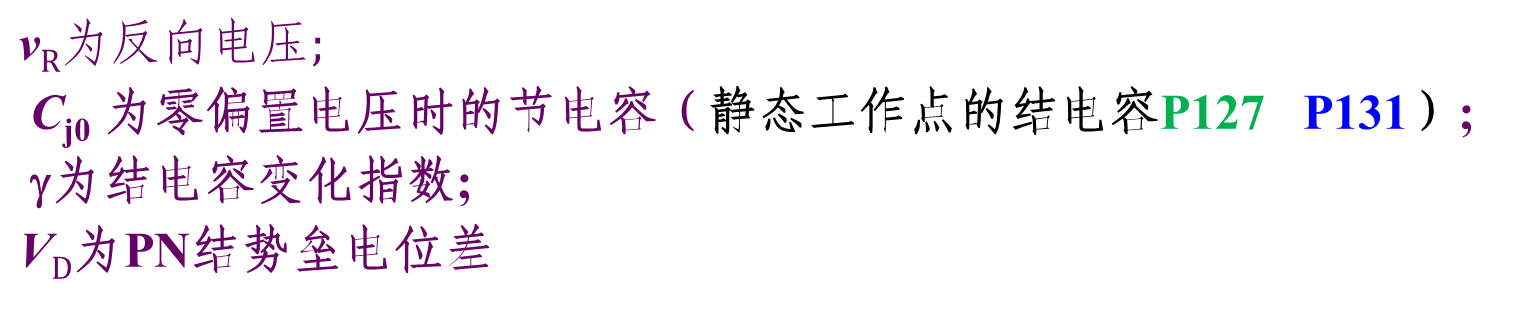 vR为反向电压;
Cj0 为零偏置电压时的节电容（静态工作点的结电容P127 P131）;
γ为结电容变化指数;
VD为PN结势垒电位差